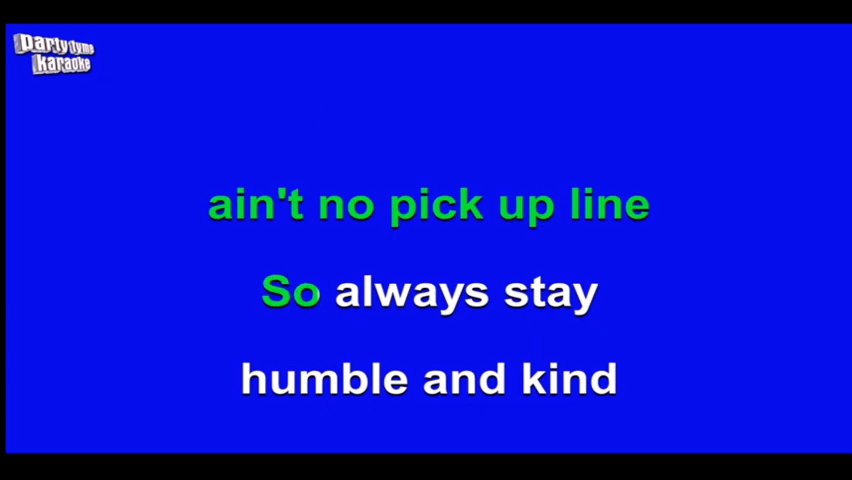 party tyme
karaoke
ain't no pick up line
So always stay
humble and kind